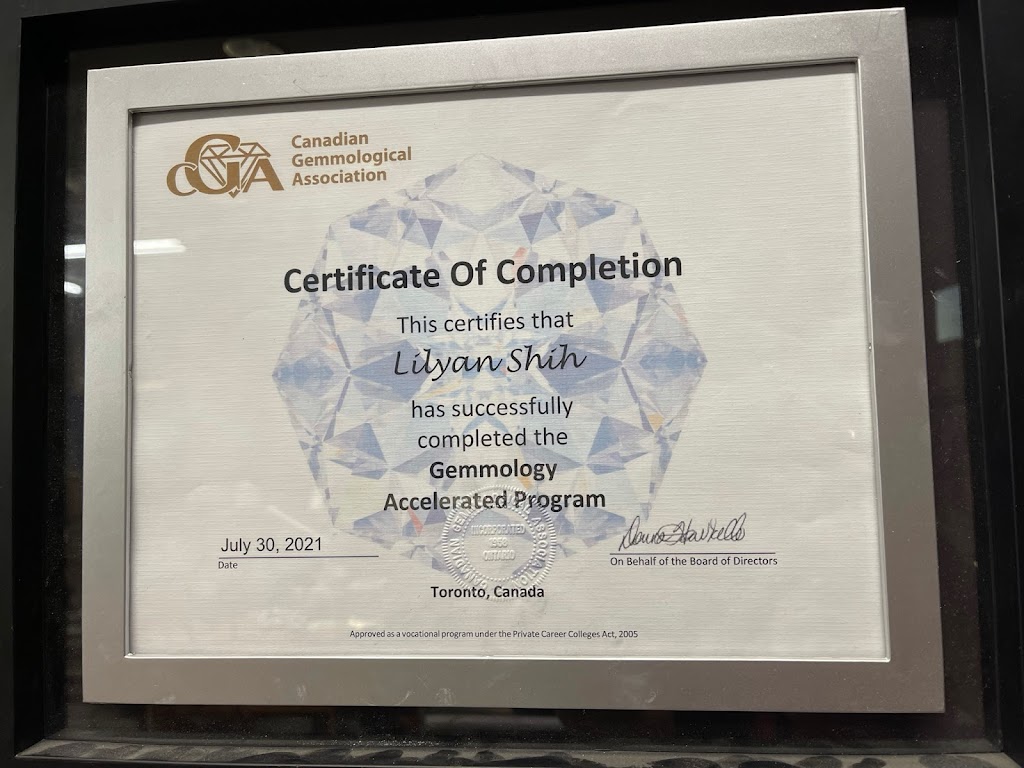 CGA
Canadian
Gemmological
Association
Certificate Of Completion
This certifies that
Lilyan Shih
has successfully
completed the
Gemmology
Accelerated Program
July 30, 2021
Date
On Behalf of the Board of Directors
INCORPORATED
ONTARIO
Toronto, Canada
Approved as a vocational program under the Private Career Colleges Act, 2005